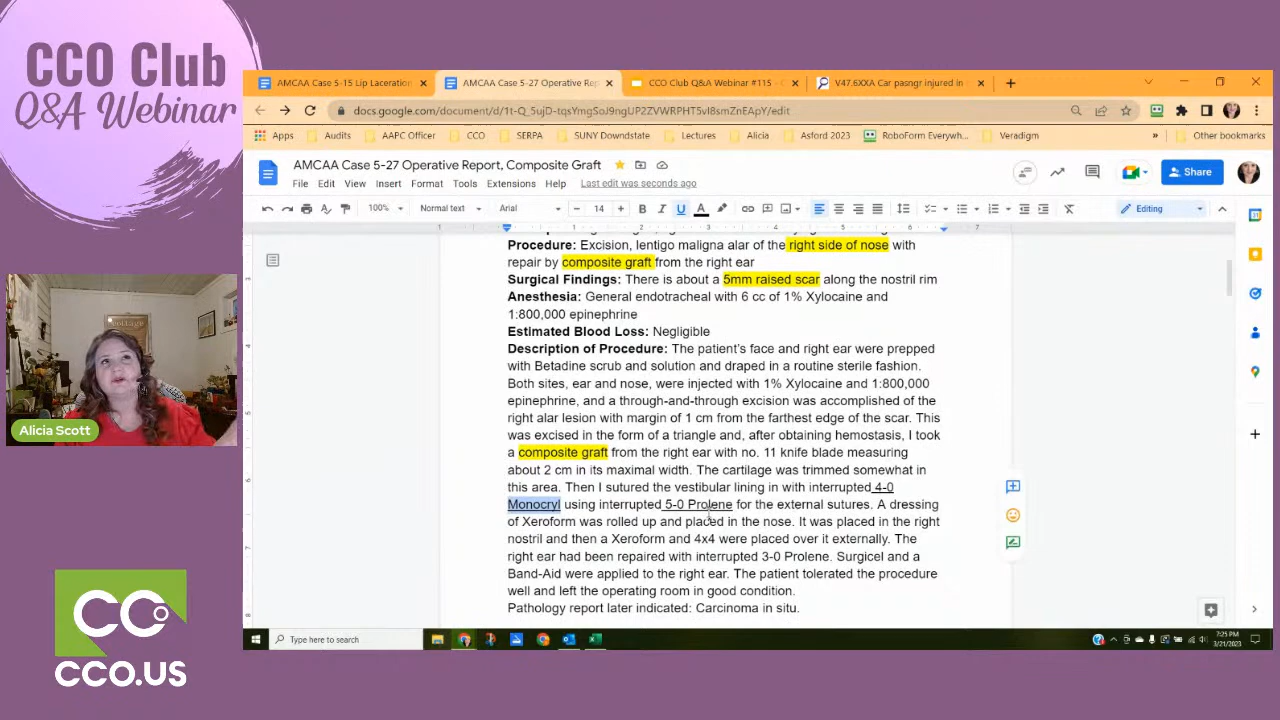 CCO Club
Q&A Webinar
AMCAA Case 5-15 Lip Laceration
AMCAA Case 5-27 Operative Rep
CCO Club Q&A Webinar #115 -
V47.6XXA Car pasngr injured in
docs.google.com/document/d/1t-Q_5ujD-tqsYmgSoJ9ngUP2ZVWRPHT5vI8smZnEApY/edit
Apps
Audits
AAPC Officer
CCO
SERPA
SUNY Downstate
Lectures
Alicia
Asford 2023
RoboForm Everywh...
Veradigm
»
Other bookmarks
AMCAA Case 5-27 Operative Report, Composite Graft
File Edit View Insert Format Tools Extensions Help Last edit was seconds ago
Share
100% Normal text Arial 14 B I U A Editing
Procedure: Excision, lentigo maligna alar of the right side of nose with
repair by composite graft from the right ear
Surgical Findings: There is about a 5mm raised scar along the nostril rim
Anesthesia: General endotracheal with 6 cc of 1% Xylocaine and
1:800,000 epinephrine
Estimated Blood Loss: Negligible
Description of Procedure: The patient's face and right ear were prepped
with Betadine scrub and solution and draped in a routine sterile fashion.
Both sites, ear and nose, were injected with 1% Xylocaine and 1:800,000
epinephrine, and a through-and-through excision was accomplished of the
right alar lesion with margin of 1 cm from the farthest edge of the scar. This
was excised in the form of a triangle and, after obtaining hemostasis, I took
a composite graft from the right ear with no. 11 knife blade measuring
about 2 cm in its maximal width. The cartilage was trimmed somewhat in
this area. Then I sutured the vestibular lining in with interrupted 4-0
Monocryl using interrupted 5-0 Prolene for the external sutures. A dressing
of Xeroform was rolled up and placed in the nose. It was placed in the right
nostril and then a Xeroform and 4x4 were placed over it externally. The
right ear had been repaired with interrupted 3-0 Prolene. Surgicel and a
Band-Aid were applied to the right ear. The patient tolerated the procedure
well and left the operating room in good condition.
Pathology report later indicated: Carcinoma in situ.
Alicia Scott
CCO
CCO.US
Type here to search
7:25 PM
3/21/2023